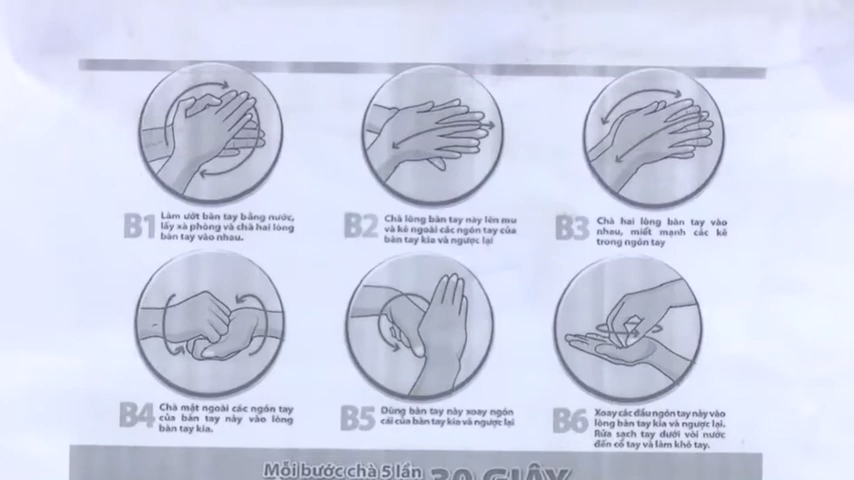 B1 Làm ướt bàn tay bằng nước,
lấy xà phòng và chà hai lòng
bàn tay vào nhau.
B2 Chà lòng bàn tay này lên mu
và kẽ ngoài các ngón tay của
bàn tay kia và ngược lại
B3 Chà hai lòng bàn tay vào
nhau, miết mạnh các kẽ
trong ngón tay
B4 Chà mặt ngoài các ngón tay
của bàn tay này vào lòng
bàn tay kia.
B5 Dùng bàn tay này xoay ngón
cái của bàn tay kia và ngược lại
B6 Xoay các đầu ngón tay này vào
lòng bàn tay kia và ngược lại.
Rửa sạch tay dưới vòi nước
đến cổ tay và làm khô tay.
Mỗi bước chà 5 lần
30 GIÂY